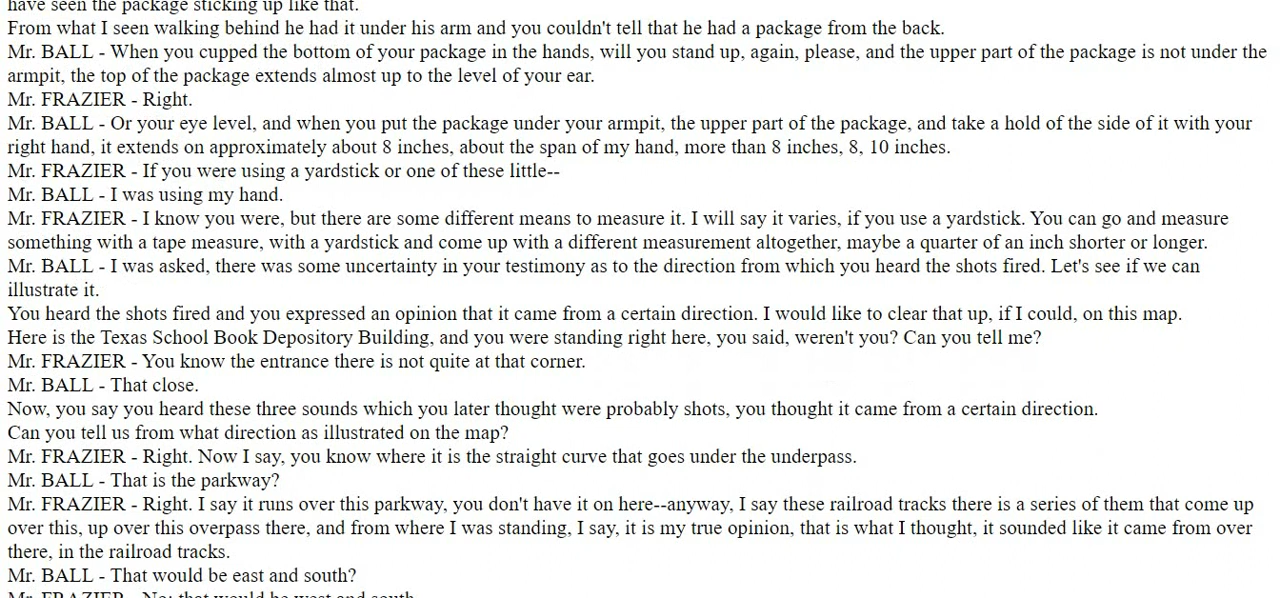 have seen the package sticking up like that.
From what I seen walking behind he had it under his arm and you couldn't tell that he had a package from the back.
Mr. BALL - When you cupped the bottom of your package in the hands, will you stand up, again, please, and the upper part of the package is not under the
armpit, the top of the package extends almost up to the level of your ear.
Mr. FRAZIER - Right.
Mr. BALL - Or your eye level, and when you put the package under your armpit, the upper part of the package, and take a hold of the side of it with your
right hand, it extends on approximately about 8 inches, about the span of my hand, more than 8 inches, 8, 10 inches.
Mr. FRAZIER - If you were using a yardstick or one of these little--
Mr. BALL - I was using my hand.
Mr. FRAZIER - I know you were, but there are some different means to measure it. I will say it varies, if you use a yardstick. You can go and measure
something with a tape measure, with a yardstick and come up with a different measurement altogether, maybe a quarter of an inch shorter or longer.
Mr. BALL - I was asked, there was some uncertainty in your testimony as to the direction from which you heard the shots fired. Let's see if we can
illustrate it.
You heard the shots fired and you expressed an opinion that it came from a certain direction. I would like to clear that up, if I could, on this map.
Here is the Texas School Book Depository Building, and you were standing right here, you said, weren't you? Can you tell me?
Mr. FRAZIER - You know the entrance there is not quite at that corner.
Mr. BALL - That close.
Now, you say you heard these three sounds which you later thought were probably shots, you thought it came from a certain direction.
Can you tell us from what direction as illustrated on the map?
Mr. FRAZIER - Right. Now I say, you know where it is the straight curve that goes under the underpass.
Mr. BALL - That is the parkway?
Mr. FRAZIER - Right. I say it runs over this parkway, you don't have it on here--anyway, I say these railroad tracks there is a series of them that come up
over this, up over this overpass there, and from where I was standing, I say, it is my true opinion, that is what I thought, it sounded like it came from over
there, in the railroad tracks.
Mr. BALL - That would be east and south?
Mr. FRAZIER - No; that would be west and south.